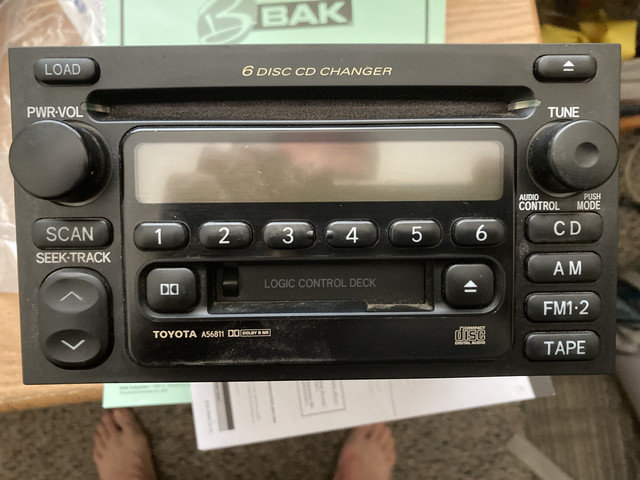 BAK
LOAD
6 DISC CD CHANGER
PWR·VOL
TUNE
AUDIO CONTROL
PUSH MODE
SCAN
1 2 3 4 5 6
CD
SEEK·TRACK
AM
LOGIC CONTROL DECK
FM1·2
TOYOTA A56811 DOLBY B NR
COMPACT
disc
DIGITAL AUDIO
TAPE